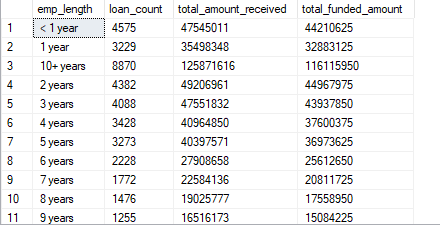 emp_length loan_count total_amount_received total_funded_amount
1 < 1 year 4575 47545011 44210625
2 1 year 3229 35498348 32883125
3 10+ years 8870 125871616 116115950
4 2 years 4382 49206961 44967975
5 3 years 4088 47551832 43937850
6 4 years 3428 40964850 37600375
7 5 years 3273 40397571 36973625
8 6 years 2228 27908658 25612650
9 7 years 1772 22584136 20811725
10 8 years 1476 19025777 17558950
11 9 years 1255 16516173 15084225